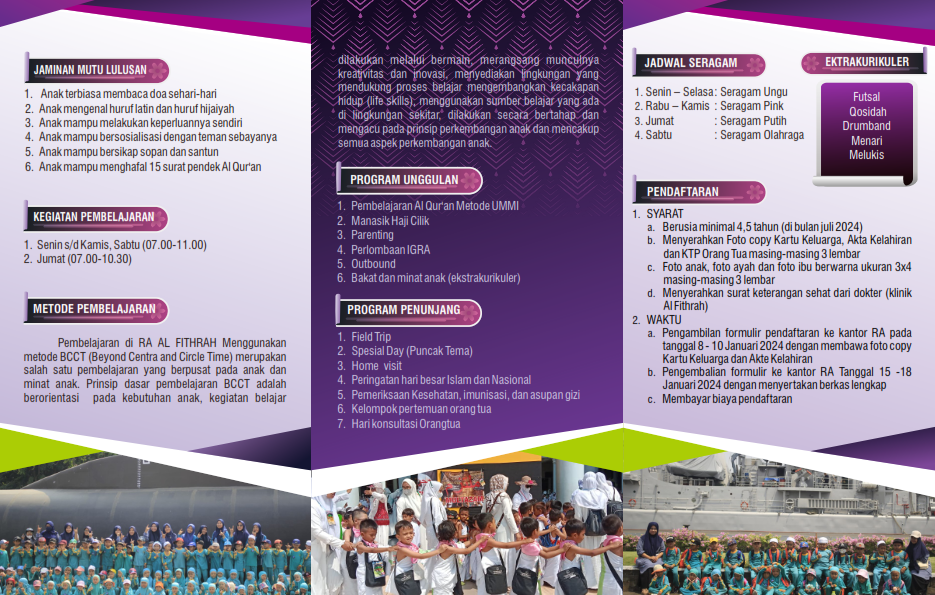 JAMINAN MUTU LULUSAN
1. Anak terbiasa membaca doa sehari-hari
2. Anak mengenal huruf latin dan huruf hijaiyah
3. Anak mampu melakukan keperluannya sendiri
4. Anak mampu bersosialisasi dengan teman sebayanya
5. Anak mampu bersikap sopan dan santun
6. Anak mampu menghafal 15 surat pendek Al Qur'an
KEGIATAN PEMBELAJARAN
1. Senin s/d Kamis, Sabtu (07.00-11.00)
2. Jumat (07.00-10.30)
METODE PEMBELAJARAN
Pembelajaran di RA AL FITHRAH Menggunakan
metode BCCT (Beyond Centra and Circle Time) merupakan
salah satu pembelajaran yang berpusat pada anak dan
minat anak. Prinsip dasar pembelajaran BCCT adalah
berorientasi pada kebutuhan anak, kegiatan belajar
dilakukan melalui bermain, merangsang munculnya
kreativitas dan inovasi, menyediakan lingkungan yang
mendukung proses belajar mengembangkan kecakapan
hidup (life skills), menggunakan sumber belajar yang ada
di lingkungan sekitar, dilakukan secara bertahap dan
mengacu pada prinsip perkembangan anak dan mencakup
semua aspek perkembangan anak.
PROGRAM UNGGULAN
1. Pembelajaran Al Qur'an Metode UMMI
2. Manasik Haji Cilik
3. Parenting
4. Perlombaan IGRA
5. Outbound
6. Bakat dan minat anak (ekstrakurikuler)
PROGRAM PENUNJANG
1. Field Trip
2. Spesial Day (Puncak Tema)
3. Home visit
4. Peringatan hari besar Islam dan Nasional
5. Pemeriksaan Kesehatan, imunisasi, dan asupan gizi
6. Kelompok pertemuan orang tua
7. Hari konsultasi Orangtua
JADWAL SERAGAM
1. Senin – Selasa : Seragam Ungu
2. Rabu – Kamis : Seragam Pink
3. Jumat : Seragam Putih
4. Sabtu : Seragam Olahraga
EKTRAKURIKULER
Futsal
Qosidah
Drumband
Menari
Melukis
PENDAFTARAN
1. SYARAT
a. Berusia minimal 4,5 tahun (di bulan juli 2024)
b. Menyerahkan Foto copy Kartu Keluarga, Akta Kelahiran
dan KTP Orang Tua masing-masing 3 lembar
c. Foto anak, foto ayah dan foto ibu berwarna ukuran 3x4
masing-masing 3 lembar
d. Menyerahkan surat keterangan sehat dari dokter (klinik
Al Fithrah)
2. WAKTU
a. Pengambilan formulir pendaftaran ke kantor RA pada
tanggal 8 - 10 Januari 2024 dengan membawa foto copy
Kartu Keluarga dan Akte Kelahiran
b. Pengembalian formulir ke kantor RA Tanggal 15 -18
Januari 2024 dengan menyertakan berkas lengkap
c. Membayar biaya pendaftaran